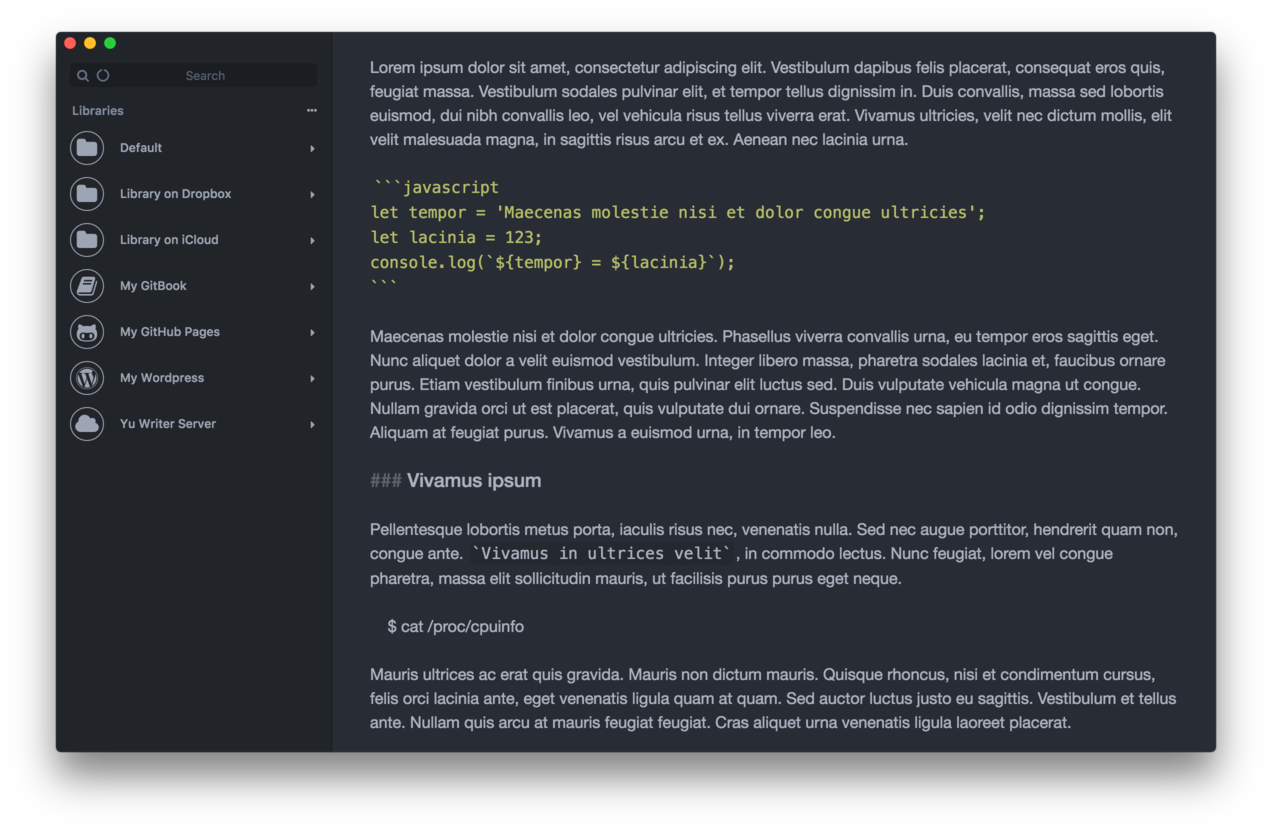 Search
Libraries
Default
Library on Dropbox
Library on iCloud
My GitBook
My GitHub Pages
My Wordpress
Yu Writer Server
Lorem ipsum dolor sit amet, consectetur adipiscing elit. Vestibulum dapibus felis placerat, consequat eros quis,
feugiat massa. Vestibulum sodales pulvinar elit, et tempor tellus dignissim in. Duis convallis, massa sed lobortis
euismod, dui nibh convallis leo, vel vehicula risus tellus viverra erat. Vivamus ultricies, velit nec dictum mollis, elit
velit malesuada magna, in sagittis risus arcu et ex. Aenean nec lacinia urna.
```javascript
let tempor = 'Maecenas molestie nisi et dolor congue ultricies';
let lacinia = 123;
console.log(`${tempor} = ${lacinia}`);
```
Maecenas molestie nisi et dolor congue ultricies. Phasellus viverra convallis urna, eu tempor eros sagittis eget.
Nunc aliquet dolor a velit euismod vestibulum. Integer libero massa, pharetra sodales lacinia et, faucibus ornare
purus. Etiam vestibulum finibus urna, quis pulvinar elit luctus sed. Duis vulputate vehicula magna ut congue.
Nullam gravida orci ut est placerat, quis vulputate dui ornare. Suspendisse nec sapien id odio dignissim tempor.
Aliquam at feugiat purus. Vivamus a euismod urna, in tempor leo.
### Vivamus ipsum
Pellentesque lobortis metus porta, iaculis risus nec, venenatis nulla. Sed nec augue porttitor, hendrerit quam non,
congue ante. `Vivamus in ultrices velit`, in commodo lectus. Nunc feugiat, lorem vel congue
pharetra, massa elit sollicitudin mauris, ut facilisis purus purus eget neque.
$ cat /proc/cpuinfo
Mauris ultrices ac erat quis gravida. Mauris non dictum mauris. Quisque rhoncus, nisi et condimentum cursus,
felis orci lacinia ante, eget venenatis ligula quam at quam. Sed auctor luctus justo eu sagittis. Vestibulum et tellus
ante. Nullam quis arcu at mauris feugiat feugiat. Cras aliquet urna venenatis ligula laoreet placerat.